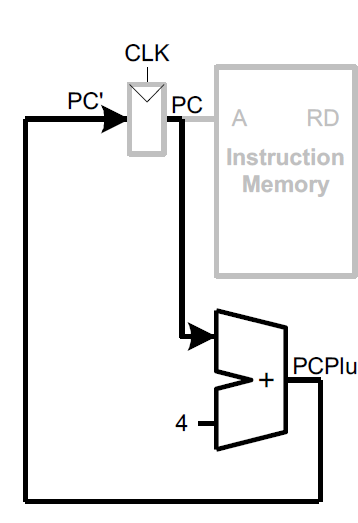 CLK
PC'
PC
A
RD
Instruction
Memory
+
PCPlu
4